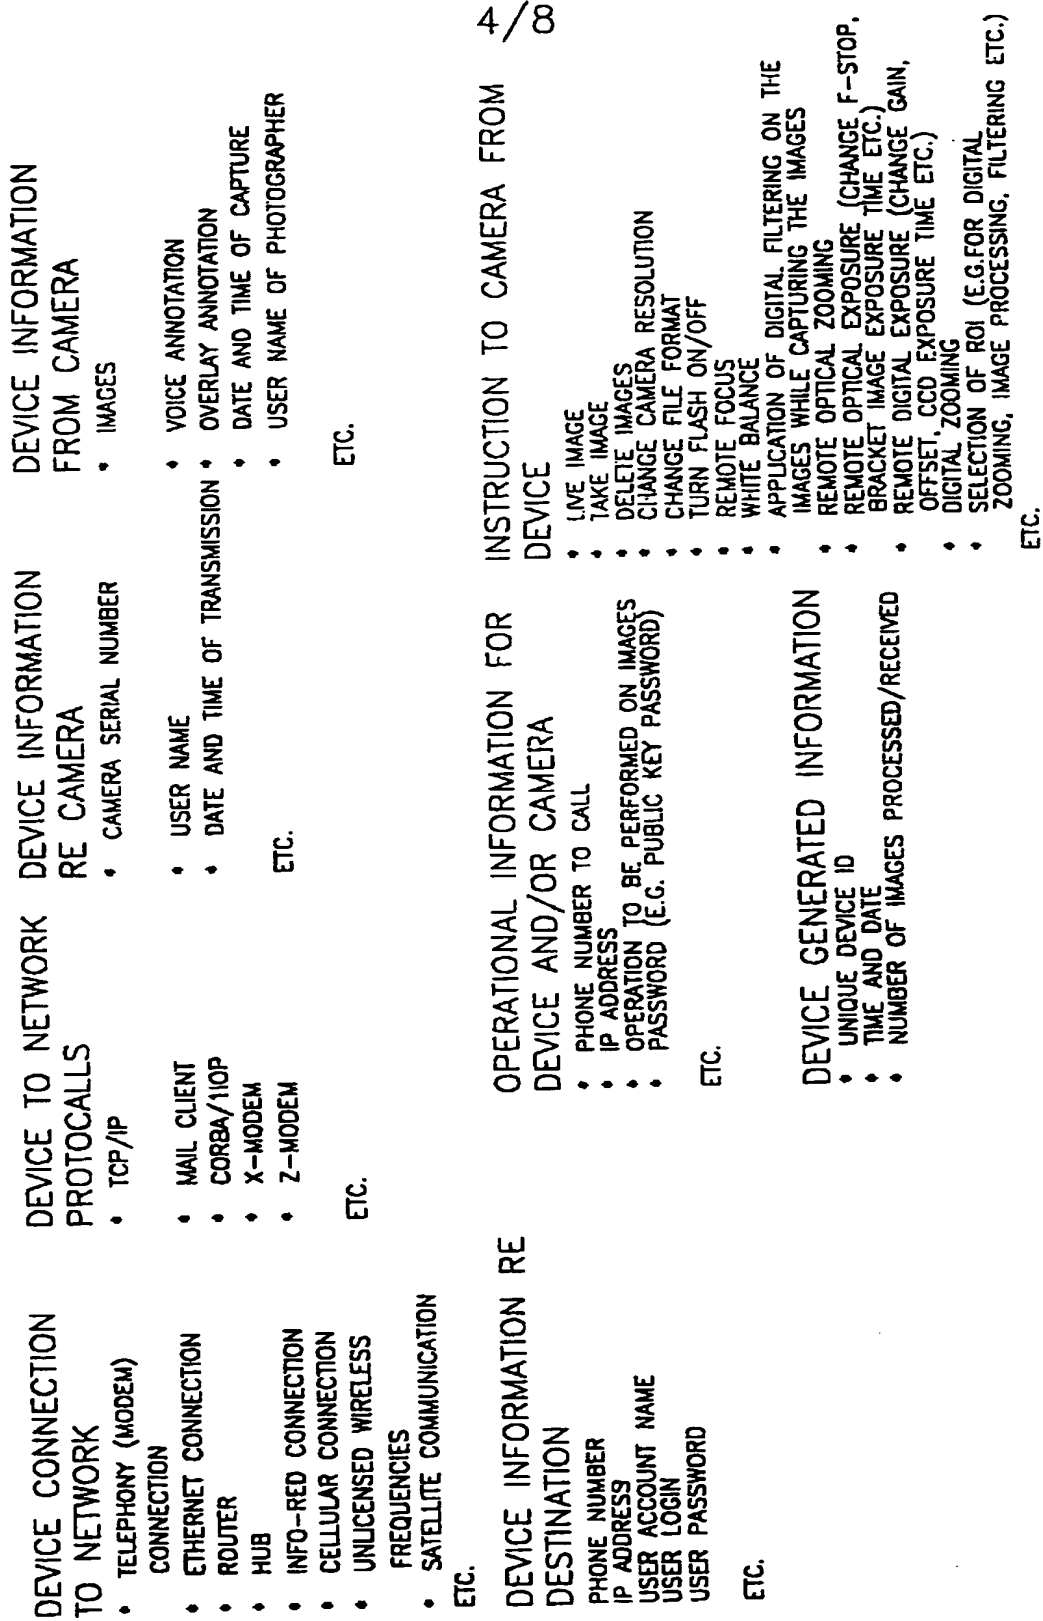 4/8
DEVICE CONNECTION
TO NETWORK
• TELEPHONY (MODEM)
CONNECTION
• ETHERNET CONNECTION
• ROUTER
• HUB
• INFO-RED CONNECTION
• CELLULAR CONNECTION
• UNLICENSED WIRELESS
FREQUENCIES
• SATELLITE COMMUNICATION
ETC.
DEVICE TO NETWORK
PROTOCALLS
• TCP/IP
• MAIL CLIENT
• CORBA/110P
• X-MODEM
• Z-MODEM
ETC.
DEVICE INFORMATION
RE CAMERA
• CAMERA SERIAL NUMBER
• USER NAME
• DATE AND TIME OF TRANSMISSION
ETC.
DEVICE INFORMATION
FROM CAMERA
• IMAGES
• VOICE ANNOTATION
• OVERLAY ANNOTATION
• DATE AND TIME OF CAPTURE
• USER NAME OF PHOTOGRAPHER
ETC.
DEVICE INFORMATION RE
DESTINATION
PHONE NUMBER
IP ADDRESS
USER ACCOUNT NAME
USER LOGIN
USER PASSWORD
ETC.
OPERATIONAL INFORMATION FOR
DEVICE AND/OR CAMERA
• PHONE NUMBER TO CALL
• IP ADDRESS
• OPERATION TO BE PERFORMED ON IMAGES
• PASSWORD (E.G. PUBLIC KEY PASSWORD)
ETC.
DEVICE GENERATED INFORMATION
• UNIQUE DEVICE ID
• TIME AND DATE
• NUMBER OF IMAGES PROCESSED/RECEIVED
INSTRUCTION TO CAMERA FROM
DEVICE
• LIVE IMAGE
• TAKE IMAGE
• DELETE IMAGES
• CHANGE CAMERA RESOLUTION
• CHANGE FILE FORMAT
• TURN FLASH ON/OFF
• REMOTE FOCUS
• WHITE BALANCE
• APPLICATION OF DIGITAL FILTERING ON THE
IMAGES WHILE CAPTURING THE IMAGES
• REMOTE OPTICAL ZOOMING
• REMOTE OPTICAL EXPOSURE (CHANGE F-STOP,
BRACKET IMAGE EXPOSURE TIME ETC.)
• REMOTE DIGITAL EXPOSURE (CHANGE GAIN,
OFFSET, CCD EXPOSURE TIME ETC.)
• DIGITAL ZOOMING
• SELECTION OF ROI (E.G.FOR DIGITAL
ZOOMING, IMAGE PROCESSING, FILTERING ETC.)
ETC.